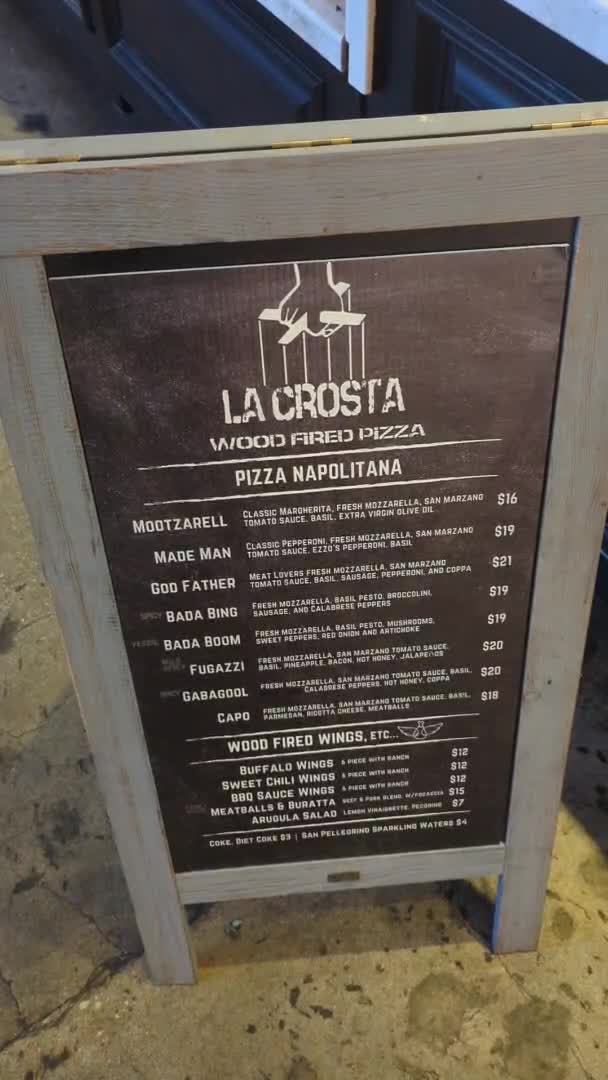 LA CROSTA
WOOD FIRED PIZZA
PIZZA NAPOLITANA
MOOTZARELL CLASSIC MARGHERITA, FRESH MOZZARELLA, SAN MARZANO $16
TOMATO SAUCE, BASIL, EXTRA VIRGIN OLIVE OIL
MADE MAN CLASSIC PEPPERONI, FRESH MOZZARELLA, SAN MARZANO $19
TOMATO SAUCE, EZZO'S PEPPERONI, BASIL
GOD FATHER MEAT LOVERS FRESH MOZZARELLA, SAN MARZANO $21
TOMATO SAUCE, BASIL, SAUSAGE, PEPPERONI, AND COPPA
SPICY BADA BING FRESH MOZZARELLA, BASIL PESTO, BROCCOLINI, $19
SAUSAGE, AND CALABRESE PEPPERS
BADA BOOM FRESH MOZZARELLA, BASIL PESTO, MUSHROOMS, $19
SWEET PEPPERS, RED ONION AND ARTICHOKE
FUGAZZI FRESH MOZZARELLA, SAN MARZANO TOMATO SAUCE, $20
BASIL, PINEAPPLE, BACON, HOT HONEY, JALAPEÑOS
SPICY GABAGOOL FRESH MOZZARELLA, SAN MARZANO TOMATO SAUCE, BASIL, $20
CALABRESE PEPPERS, HOT HONEY, COPPA
CAPO FRESH MOZZARELLA, SAN MARZANO TOMATO SAUCE, BASIL, $18
PARMESAN, RICOTTA CHEESE, MEATBALLS
WOOD FIRED WINGS, ETC...
BUFFALO WINGS 6 PIECE WITH RANCH $12
SWEET CHILI WINGS 6 PIECE WITH RANCH $12
BBQ SAUCE WINGS 6 PIECE WITH RANCH $12
MEATBALLS & BURATTA BEEF & PORK BLEND, W/FOCACCIA $15
ARUGULA SALAD LEMON VINAIGRETTE, PECORINO $7
COKE, DIET COKE $3 | SAN PELLEGRINO SPARKLING WATERS $4